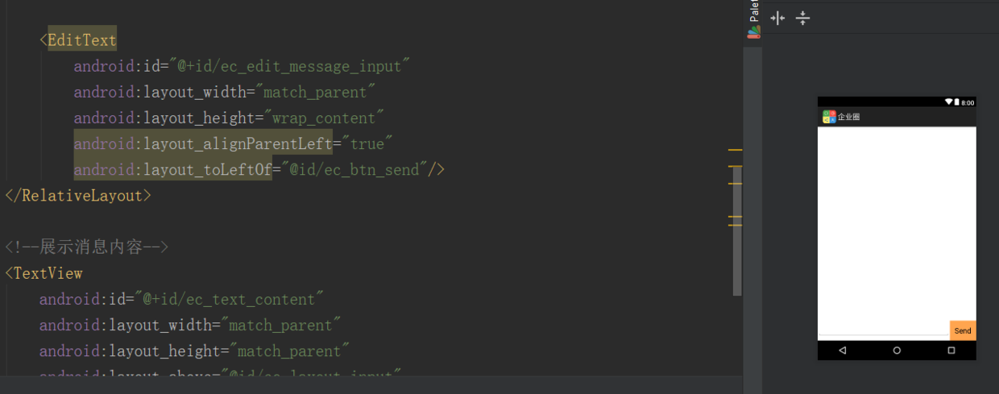 <EditText
android:id="@+id/ec_edit_message_input"
android:layout_width="match_parent"
android:layout_height="wrap_content"
android:layout_alignParentLeft="true"
android:layout_toLeftOf="@id/ec_btn_send"/>
</RelativeLayout>
<!--展示消息内容-->
<TextView
android:id="@+id/ec_text_content"
android:layout_width="match_parent"
android:layout_height="match_parent"
android:layout_above="@id/ec_layout_input"
Palet
8:00
企业圈
Send